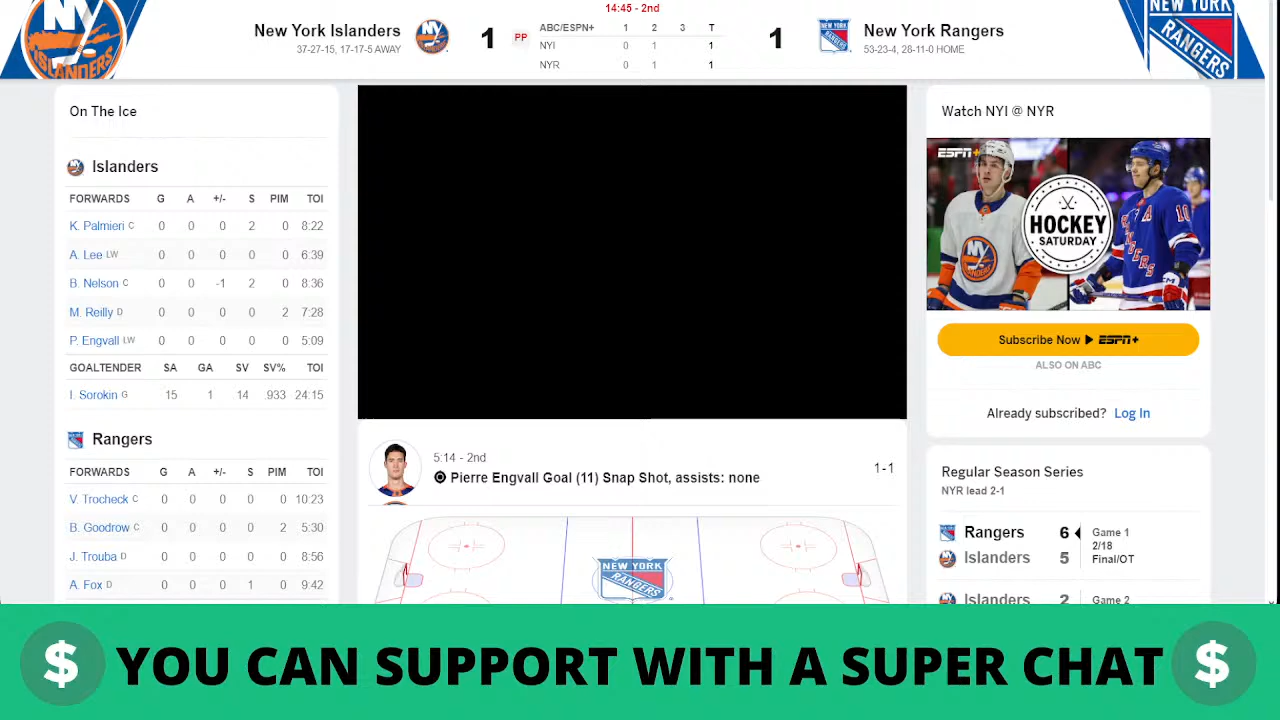 14:45 - 2nd
New York Islanders
37-27-15, 17-17-5 AWAY
1
PP
ABC/ESPN+ 1 2 3 T
NYI 0 1 1
NYR 0 1 1
1
New York Rangers
53-23-4, 28-11-0 HOME
NY
ISLANDERS
NEW YORK
RANGERS
On The Ice
Islanders
FORWARDS G A +/- S PIM TOI
K. Palmieri C 0 0 0 2 0 8:22
A. Lee LW 0 0 0 0 0 6:39
B. Nelson C 0 0 -1 2 0 8:36
M. Reilly D 0 0 0 0 2 7:28
P. Engvall LW 0 0 0 0 0 5:09
GOALTENDER SA GA SV SV% TOI
I. Sorokin G 15 1 14 933 24:15
Rangers
FORWARDS G A +/- S PIM TOI
V. Trocheck C 0 0 0 0 0 10:23
B. Goodrow C 0 0 0 0 2 5:30
J. Trouba D 0 0 0 0 0 8:56
A. Fox D 0 0 0 1 0 9:42
5:14 - 2nd
Pierre Engvall Goal (11) Snap Shot, assists: none
1-1
NEW YORK
RANGERS
Watch NYI @ NYR
ESPN+
HOCKEY
SATURDAY
Subscribe Now ESPN+
ALSO ON ABC
Already subscribed? Log In
Regular Season Series
NYR lead 2-1
Rangers 6 Game 1
2/18
Islanders 5 Final/OT
Islanders 2 Game 2
$ YOU CAN SUPPORT WITH A SUPER CHAT $